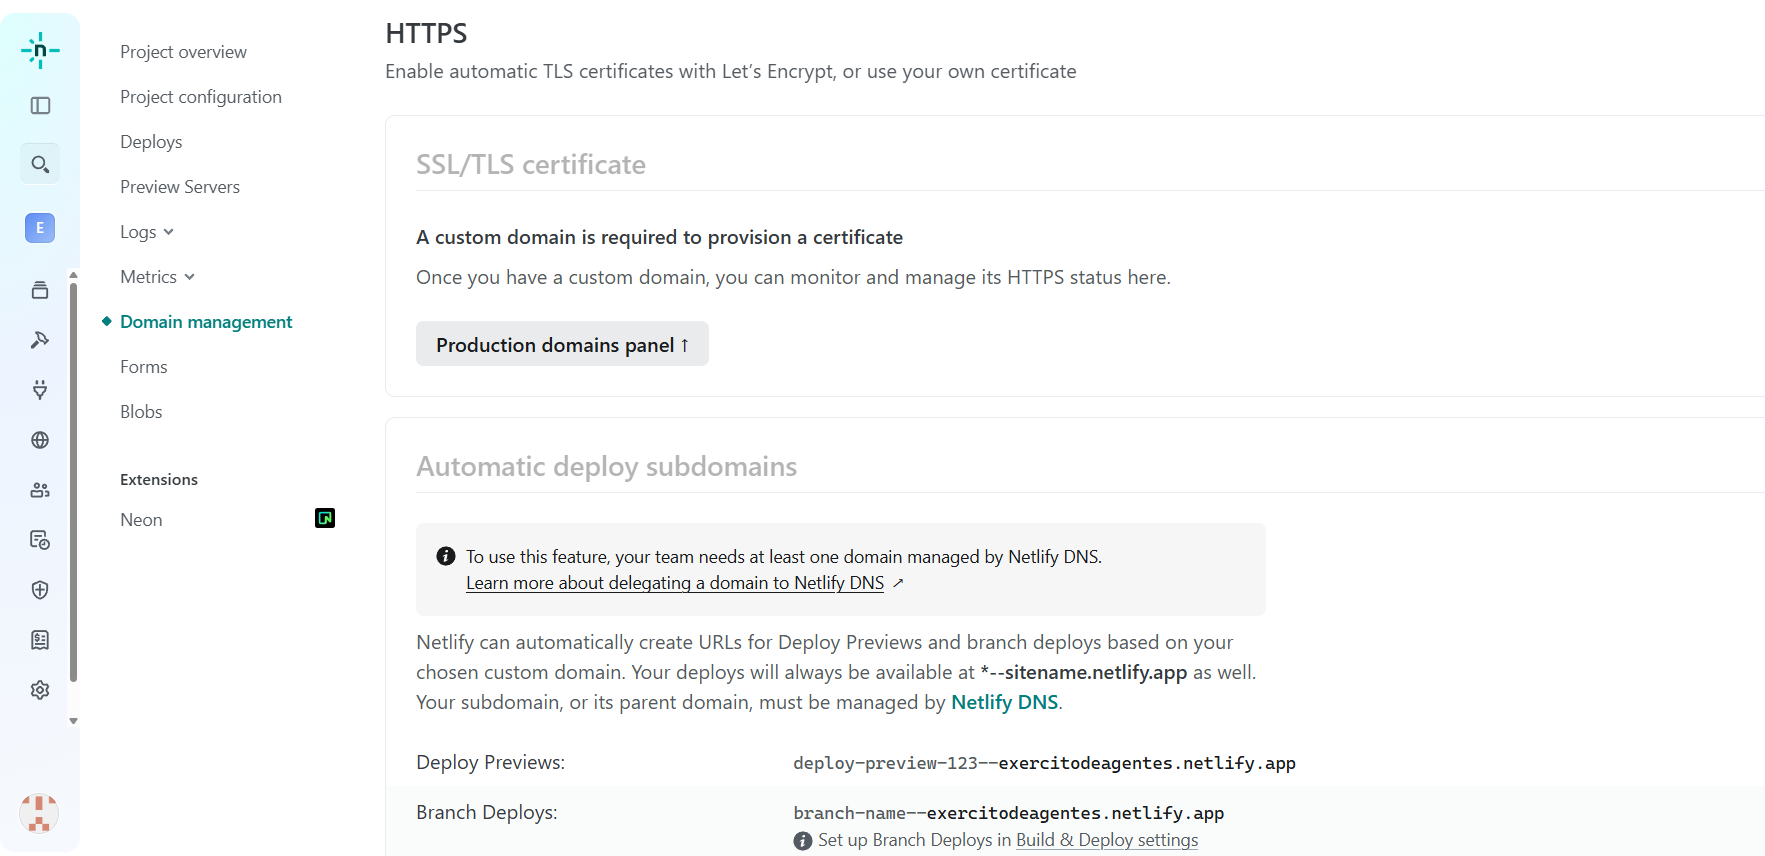 n
E
Project overview
Project configuration
Deploys
Preview Servers
Logs
Metrics
Domain management
Forms
Blobs
Extensions
Neon
HTTPS
Enable automatic TLS certificates with Let’s Encrypt, or use your own certificate
SSL/TLS certificate
A custom domain is required to provision a certificate
Once you have a custom domain, you can monitor and manage its HTTPS status here.
Production domains panel ↑
Automatic deploy subdomains
To use this feature, your team needs at least one domain managed by Netlify DNS.
Learn more about delegating a domain to Netlify DNS ↗
Netlify can automatically create URLs for Deploy Previews and branch deploys based on your
chosen custom domain. Your deploys will always be available at *--sitename.netlify.app as well.
Your subdomain, or its parent domain, must be managed by Netlify DNS.
Deploy Previews: deploy-preview-123--exercitodeagentes.netlify.app
Branch Deploys: branch-name--exercitodeagentes.netlify.app
Set up Branch Deploys in Build & Deploy settings